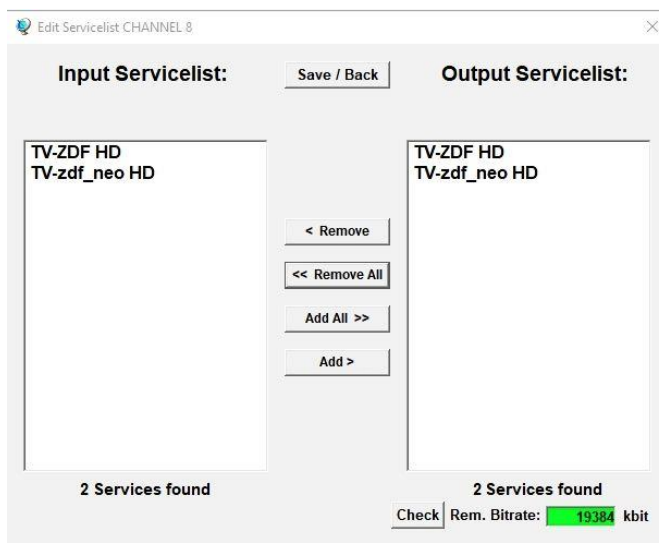 Edit Servicelist CHANNEL 8
Input Servicelist:
Save / Back
Output Servicelist:
TV-ZDF HD
TV-zdf_neo HD
TV-ZDF HD
TV-zdf_neo HD
< Remove
<< Remove All
Add All >>
Add >
2 Services found
2 Services found
Check Rem. Bitrate: 19384 kbit